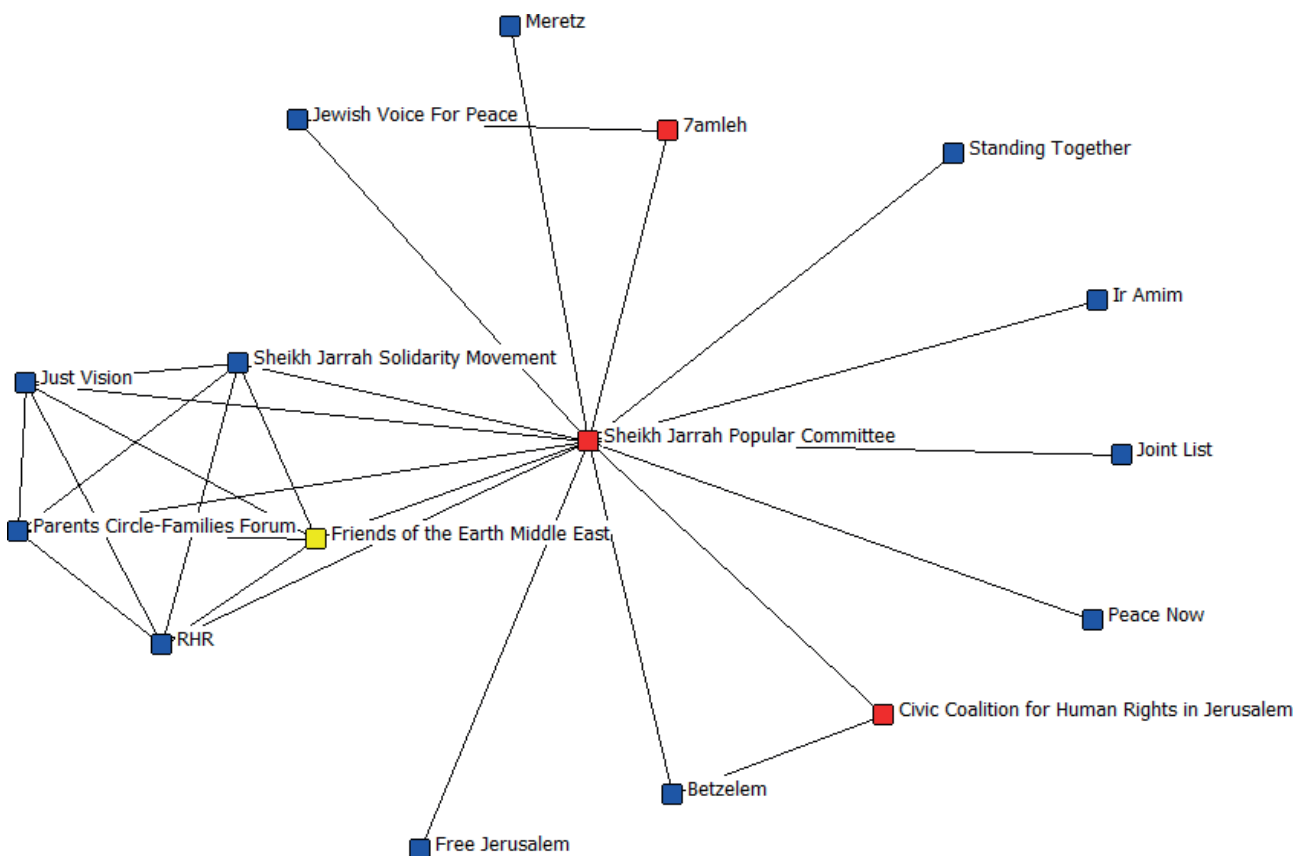 Meretz
Jewish Voice For Peace
7amleh
Standing Together
Ir Amim
Sheikh Jarrah Solidarity Movement
Just Vision
Sheikh Jarrah Popular Committee
Joint List
Parents Circle-Families Forum
Friends of the Earth Middle East
Peace Now
RHR
Civic Coalition for Human Rights in Jerusalem
Betzelem
Free Jerusalem